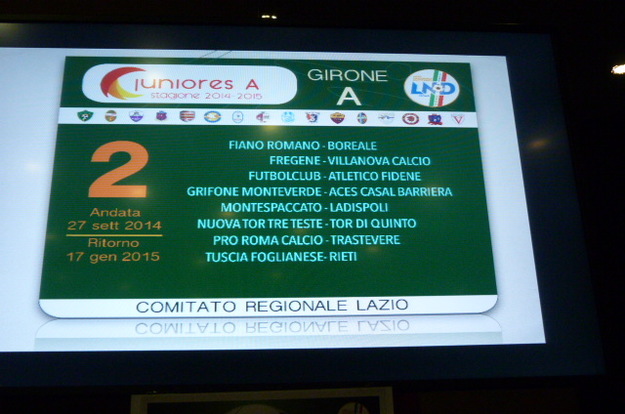 juniores A
stagione 2014-2015
GIRONE
A
LND
2
Andata
27 sett 2014
Ritorno
17 gen 2015
FIANO ROMANO - BOREALE
FREGENE - VILLANOVA CALCIO
FUTBOLCLUB - ATLETICO FIDENE
GRIFONE MONTEVERDE - ACES CASAL BARRIERA
MONTESPACCATO - LADISPOLI
NUOVA TOR TRE TESTE - TOR DI QUINTO
PRO ROMA CALCIO - TRASTEVERE
TUSCIA FOGLIANESE- RIETI
COMITATO REGIONALE LAZIO